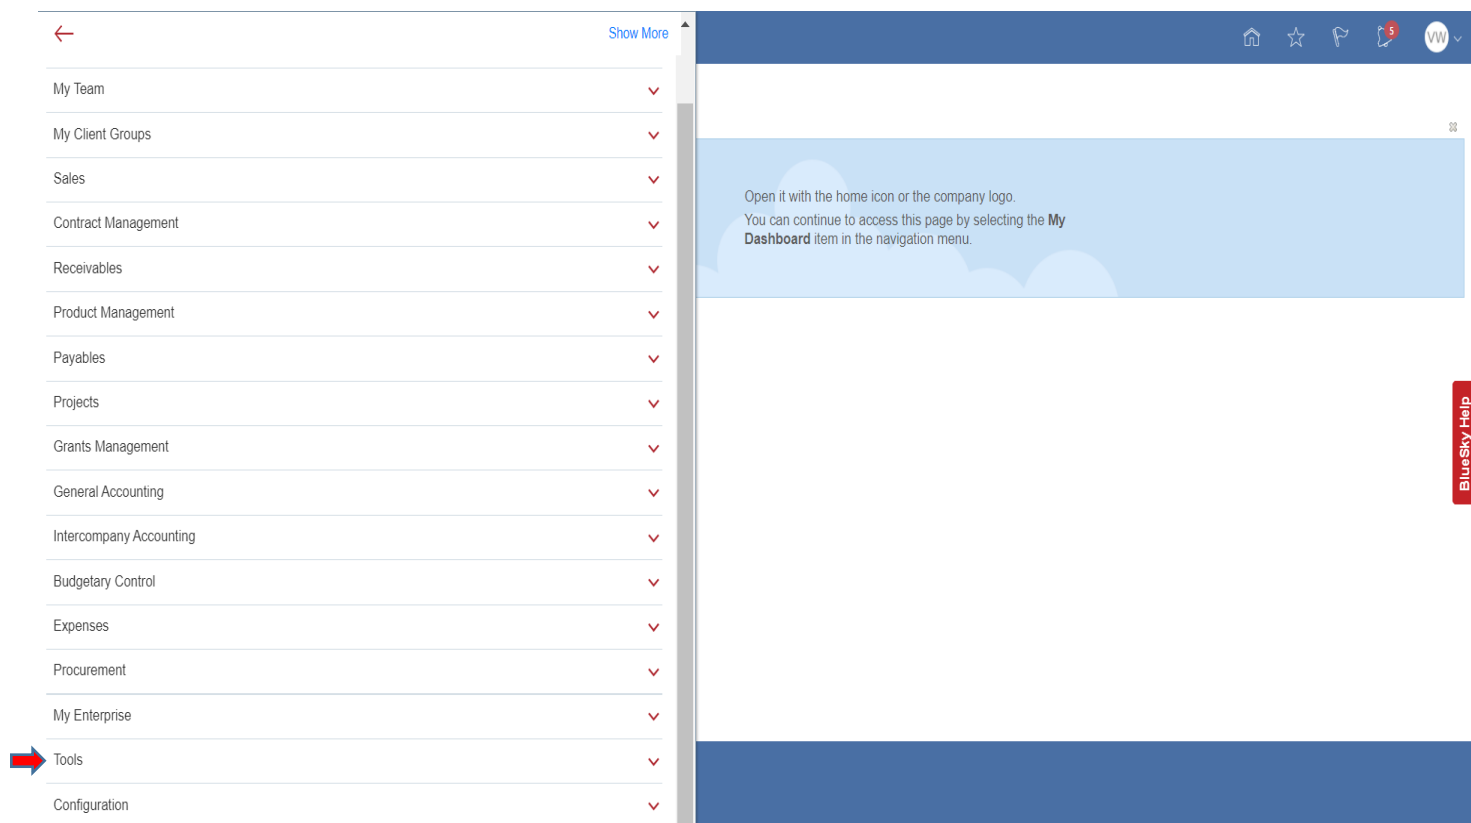 Show More
My Team
My Client Groups
Sales
Contract Management
Receivables
Product Management
Payables
Projects
Grants Management
General Accounting
Intercompany Accounting
Budgetary Control
Expenses
Procurement
My Enterprise
Tools
Configuration
5
VW
Open it with the home icon or the company logo.
You can continue to access this page by selecting the My
Dashboard item in the navigation menu.
BlueSky Help